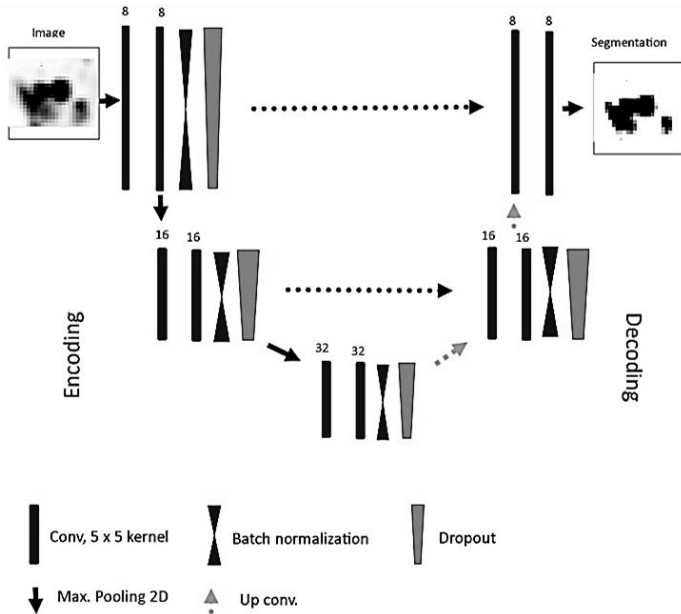 Image
8 8
8 8
Segmentation
16 16
16 16
Encoding
32 32
Decoding
Conv, 5 x 5 kernel
Batch normalization
Dropout
Max. Pooling 2D
Up conv.